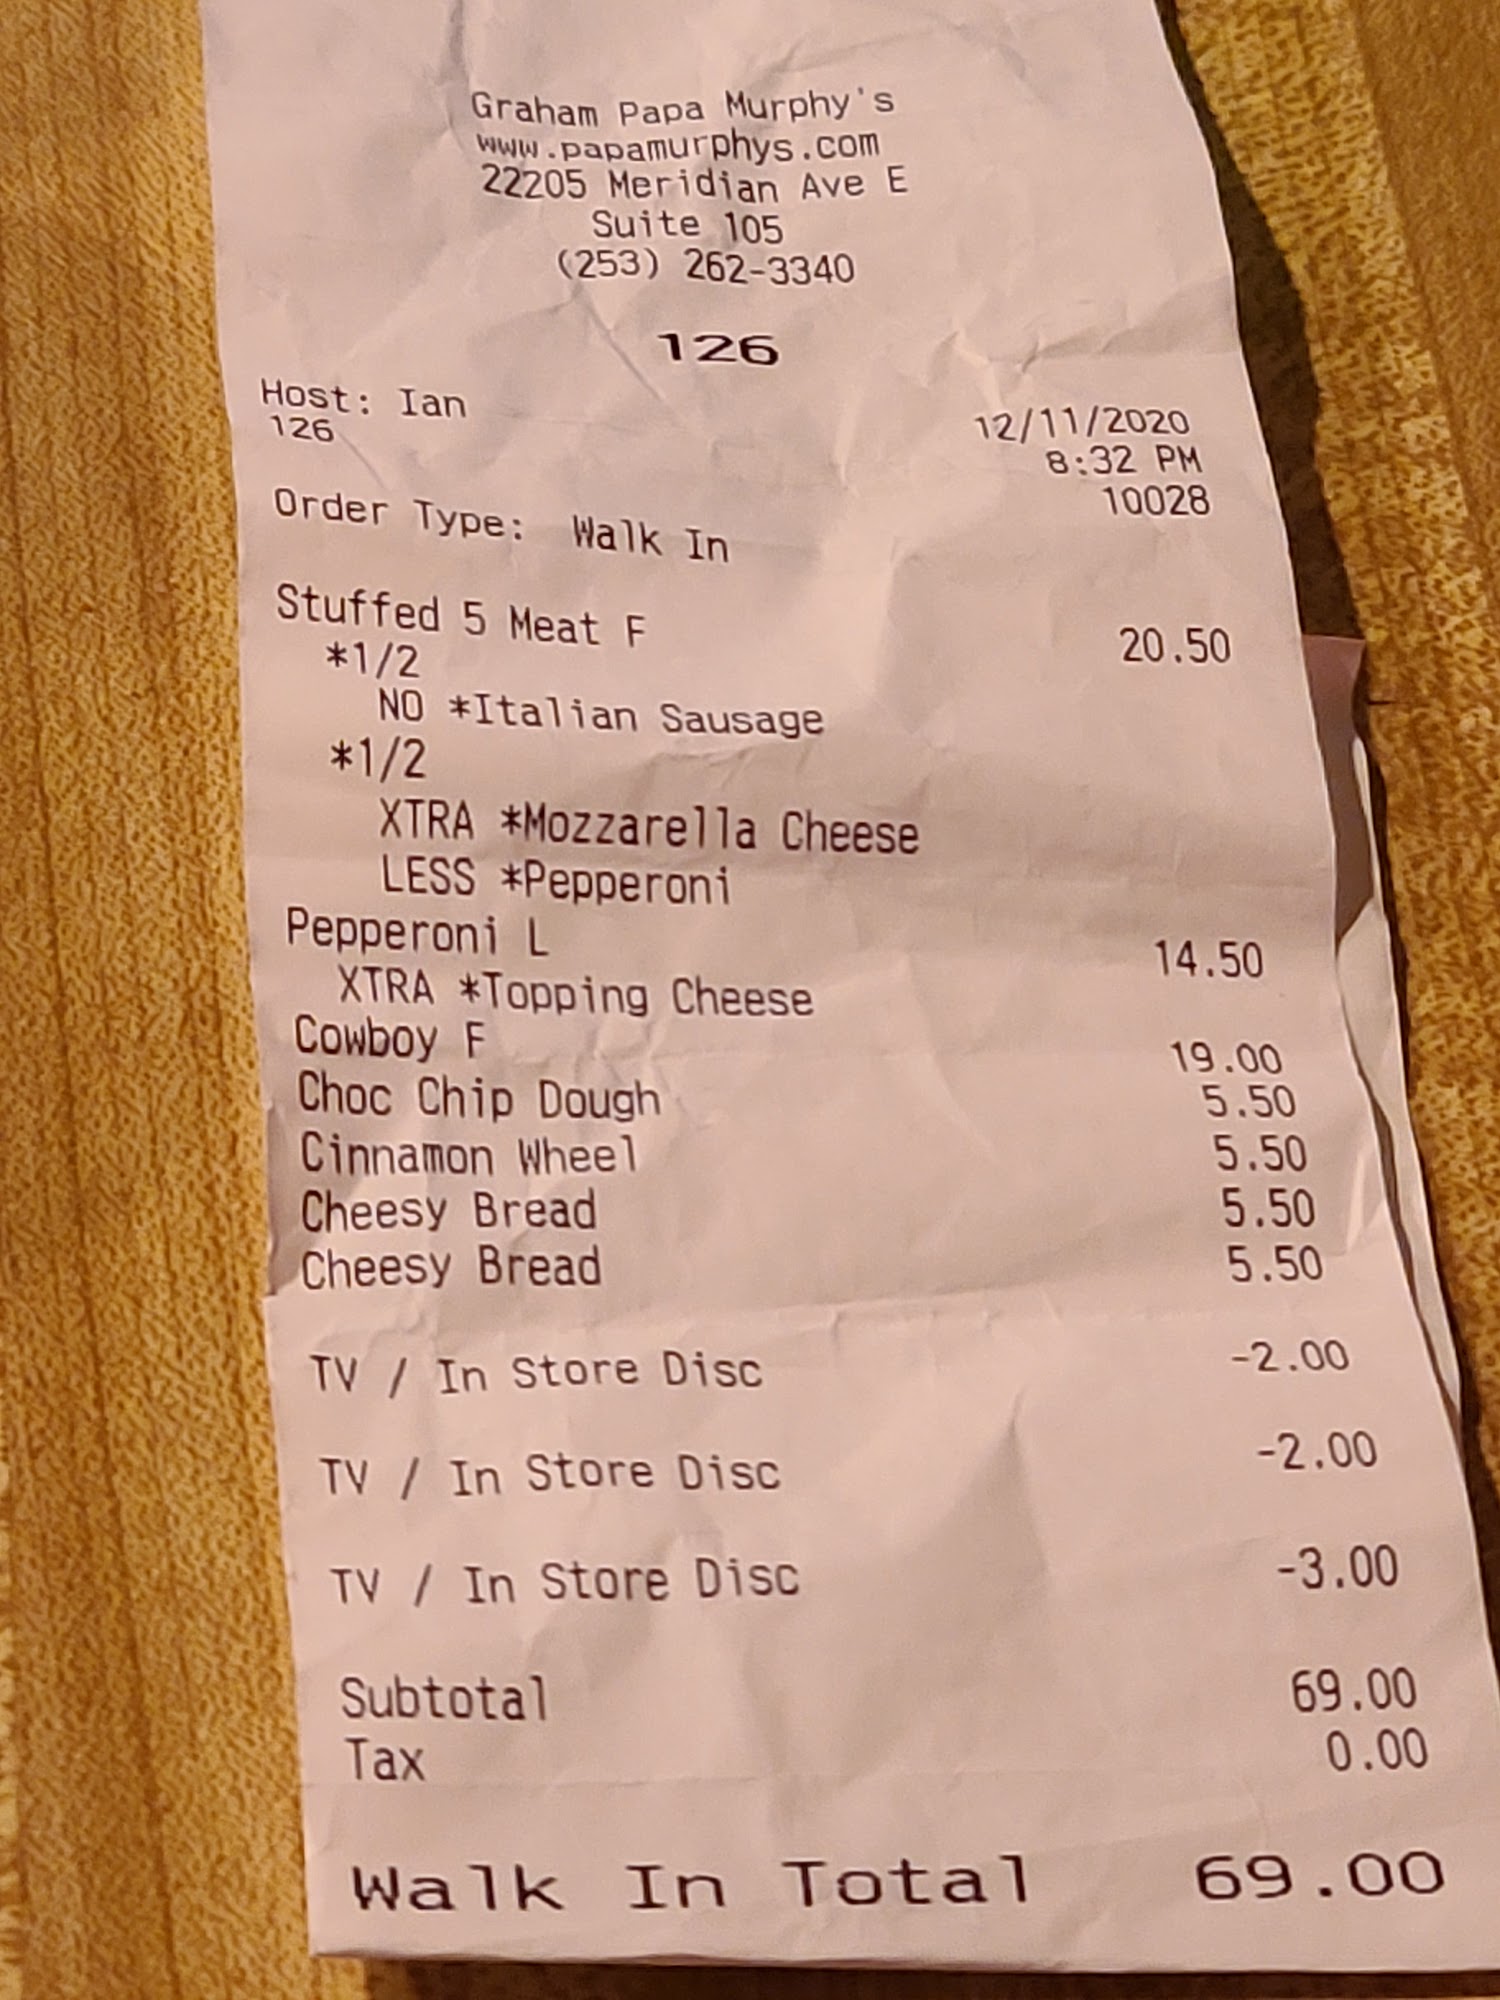 Graham Papa Murphy's
www.papamurphys.com
22205 Meridian Ave E
Suite 105
(253) 262-3340
126
Host: Ian 12/11/2020
126 8:32 PM
10028
Order Type: Walk In
Stuffed 5 Meat F 20.50
*1/2
NO *Italian Sausage
*1/2
XTRA *Mozzarella Cheese
LESS *Pepperoni
Pepperoni L 14.50
XTRA *Topping Cheese
Cowboy F 19.00
Choc Chip Dough 5.50
Cinnamon Wheel 5.50
Cheesy Bread 5.50
Cheesy Bread 5.50
TV / In Store Disc -2.00
TV / In Store Disc -2.00
TV / In Store Disc -3.00
Subtotal 69.00
Tax 0.00
Walk In Total 69.00